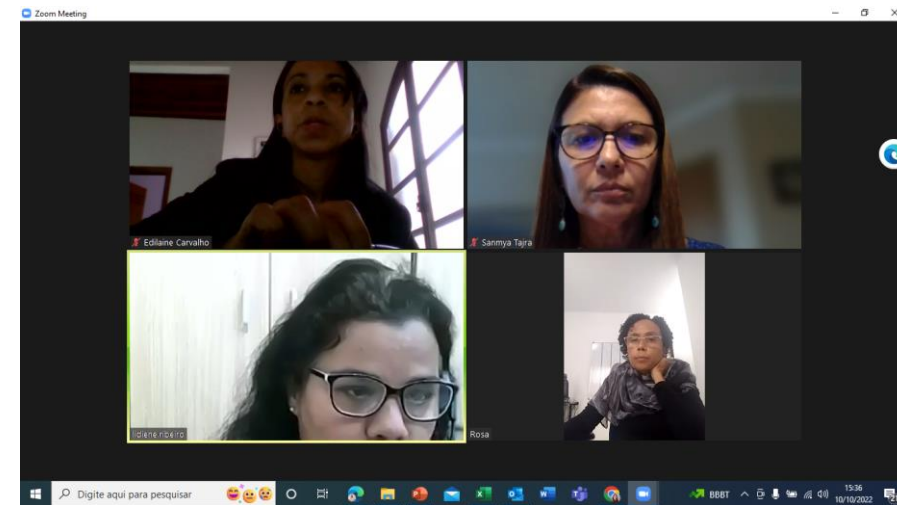 Zoom Meeting
Edilaine Carvalho
Sanmya Tajra
idiene ribeiro
Rosa
Digite aqui para pesquisar
BBBT
15:36
10/10/2022